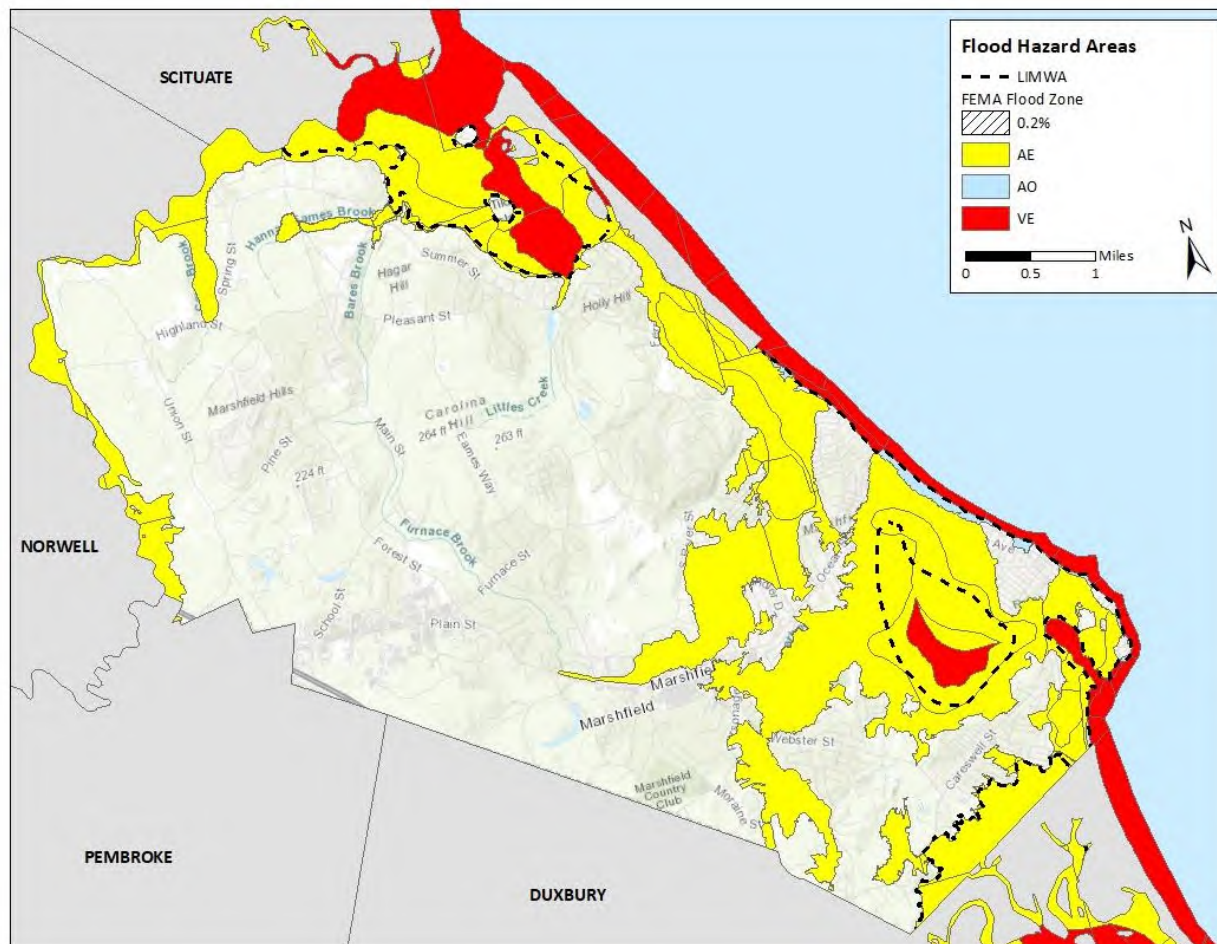 Flood Hazard Areas
LIMWA
FEMA Flood Zone
0.2%
AE
AO
VE
Miles
0 0.5 1
N
SCITUATE
Eames Brook
Brook
Spring St
Bares Brook
Hagar
Hill
Summer St
Pleasant St
Holly Hill
Highland St
Union St
Marshfield Hills
Carolina
Hill
Littles Creek
264 ft
263 ft
Main St
Eames Way
Pine St
224 ft
Furnace Brook
Forest St
Furnace St
School St
Plain St
Ave
Ocean
NORWELL
Marshfield
Webster St
Careswell St
Marshfield
Country
Club
Moraine St
PEMBROKE
DUXBURY